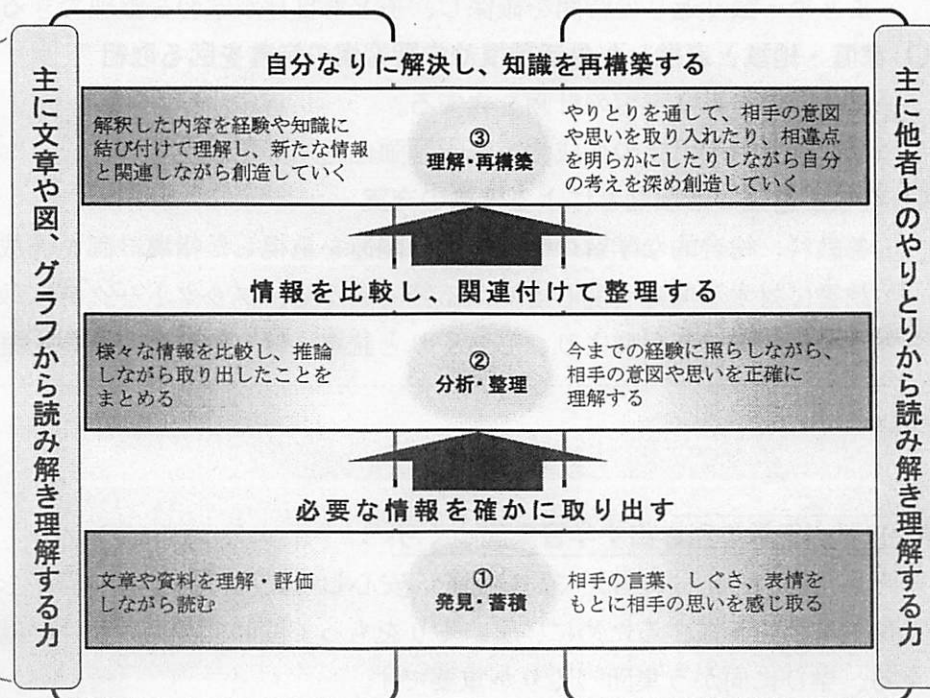 主に文章や図、グラフから読み解き理解する力
自分なりに解決し、知識を再構築する
解釈した内容を経験や知識に
結び付けて理解し、新たな情報
と関連しながら創造していく
③
理解・再構築
やりとりを通して、相手の意図
や思いを取り入れたり、相違点
を明らかにしたりしながら自分
の考えを深め創造していく
情報を比較し、関連付けて整理する
様々な情報を比較し、推論
しながら取り出したことを
まとめる
②
分析・整理
今までの経験に照らしながら、
相手の意図や思いを正確に
理解する
必要な情報を確かに取り出す
文章や資料を理解・評価
しながら読む
①
発見・蓄積
相手の言葉、しぐさ、表情を
もとに相手の思いを感じ取る
主に他者とのやりとりから読み解き理解する力